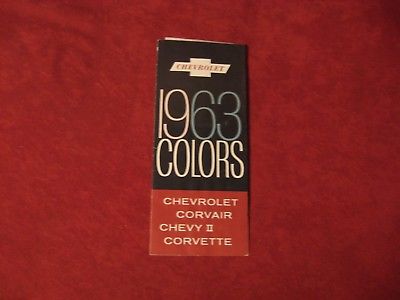 CHEVROLET
1963
COLORS
CHEVROLET
CORVAIR
CHEVY II
CORVETTE